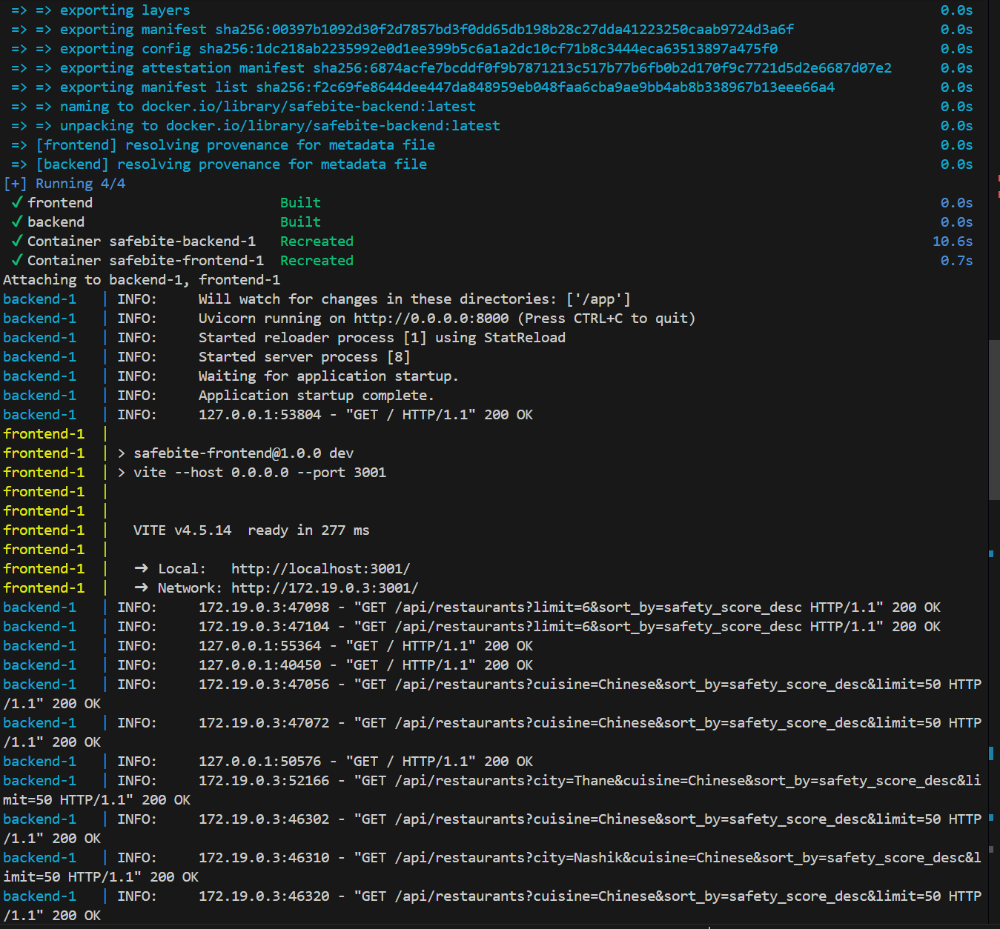 => => exporting layers 0.0s
=> => exporting manifest sha256:00397b1092d30f2d7857bd3f0dd65db198b28c27dda41223250caab9724d3a6f 0.0s
=> => exporting config sha256:1dc218ab2235992e0d1ee399b5c6a1a2dc10cf71b8c3444eca63513897a475f0 0.0s
=> => exporting attestation manifest sha256:6874acfe7bcddf0f9b7871213c517b77b6fb0b2d170f9c7721d5d2e6687d07e2 0.0s
=> => exporting manifest list sha256:f2c69fe8644dee447da848959eb048faa6cba9ae9bb4ab8b338967b13eee66a4 0.0s
=> => naming to docker.io/library/safebite-backend:latest 0.0s
=> => unpacking to docker.io/library/safebite-backend:latest 0.0s
=> [frontend] resolving provenance for metadata file 0.0s
=> [backend] resolving provenance for metadata file 0.0s
[+] Running 4/4
✓ frontend Built 0.0s
✓ backend Built 0.0s
✓ Container safebite-backend-1 Recreated 10.6s
✓ Container safebite-frontend-1 Recreated 0.7s
Attaching to backend-1, frontend-1
backend-1 | INFO: Will watch for changes in these directories: ['/app']
backend-1 | INFO: Uvicorn running on http://0.0.0.0:8000 (Press CTRL+C to quit)
backend-1 | INFO: Started reloader process [1] using StatReload
backend-1 | INFO: Started server process [8]
backend-1 | INFO: Waiting for application startup.
backend-1 | INFO: Application startup complete.
backend-1 | INFO: 127.0.0.1:53804 - "GET / HTTP/1.1" 200 OK
frontend-1 |
frontend-1 | > safebite-frontend@1.0.0 dev
frontend-1 | > vite --host 0.0.0.0 --port 3001
frontend-1 |
frontend-1 |
frontend-1 | VITE v4.5.14 ready in 277 ms
frontend-1 |
frontend-1 | ➜ Local: http://localhost:3001/
frontend-1 | ➜ Network: http://172.19.0.3:3001/
backend-1 | INFO: 172.19.0.3:47098 - "GET /api/restaurants?limit=6&sort_by=safety_score_desc HTTP/1.1" 200 OK
backend-1 | INFO: 172.19.0.3:47104 - "GET /api/restaurants?limit=6&sort_by=safety_score_desc HTTP/1.1" 200 OK
backend-1 | INFO: 127.0.0.1:55364 - "GET / HTTP/1.1" 200 OK
backend-1 | INFO: 127.0.0.1:40450 - "GET / HTTP/1.1" 200 OK
backend-1 | INFO: 172.19.0.3:47056 - "GET /api/restaurants?cuisine=Chinese&sort_by=safety_score_desc&limit=50 HTTP
/1.1" 200 OK
backend-1 | INFO: 172.19.0.3:47072 - "GET /api/restaurants?cuisine=Chinese&sort_by=safety_score_desc&limit=50 HTTP
/1.1" 200 OK
backend-1 | INFO: 127.0.0.1:50576 - "GET / HTTP/1.1" 200 OK
backend-1 | INFO: 172.19.0.3:52166 - "GET /api/restaurants?city=Thane&cuisine=Chinese&sort_by=safety_score_desc&li
mit=50 HTTP/1.1" 200 OK
backend-1 | INFO: 172.19.0.3:46302 - "GET /api/restaurants?cuisine=Chinese&sort_by=safety_score_desc&limit=50 HTTP
/1.1" 200 OK
backend-1 | INFO: 172.19.0.3:46310 - "GET /api/restaurants?city=Nashik&cuisine=Chinese&sort_by=safety_score_desc&l
imit=50 HTTP/1.1" 200 OK
backend-1 | INFO: 172.19.0.3:46320 - "GET /api/restaurants?cuisine=Chinese&sort_by=safety_score_desc&limit=50 HTTP
/1.1" 200 OK